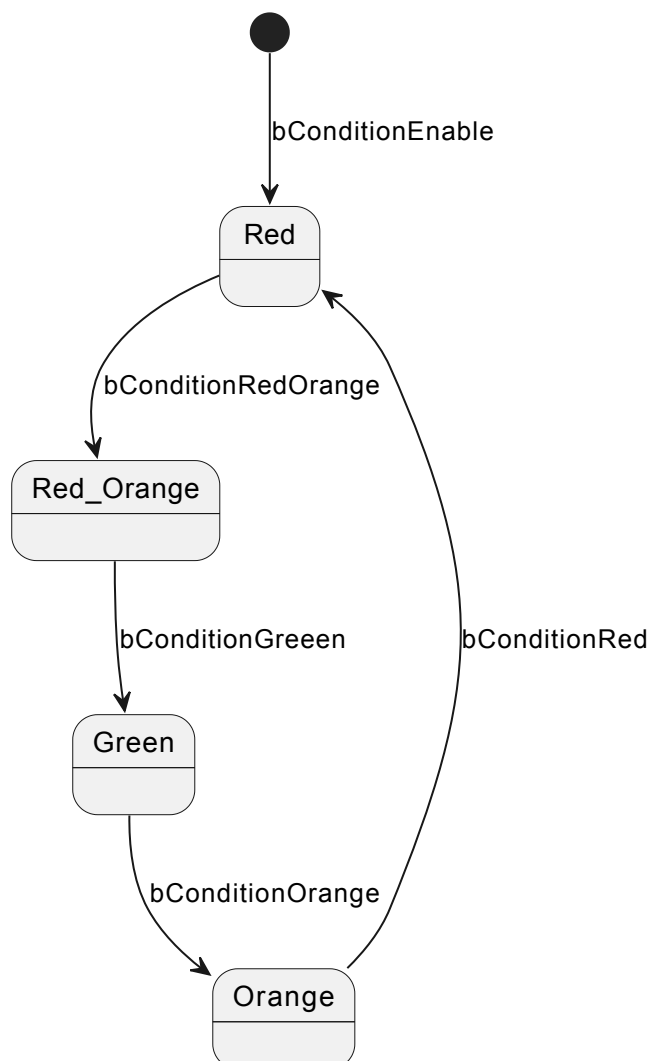 bConditionEnable
Red
bConditionRedOrange
Red_Orange
bConditionGreeen
bConditionRed
Green
bConditionOrange
Orange